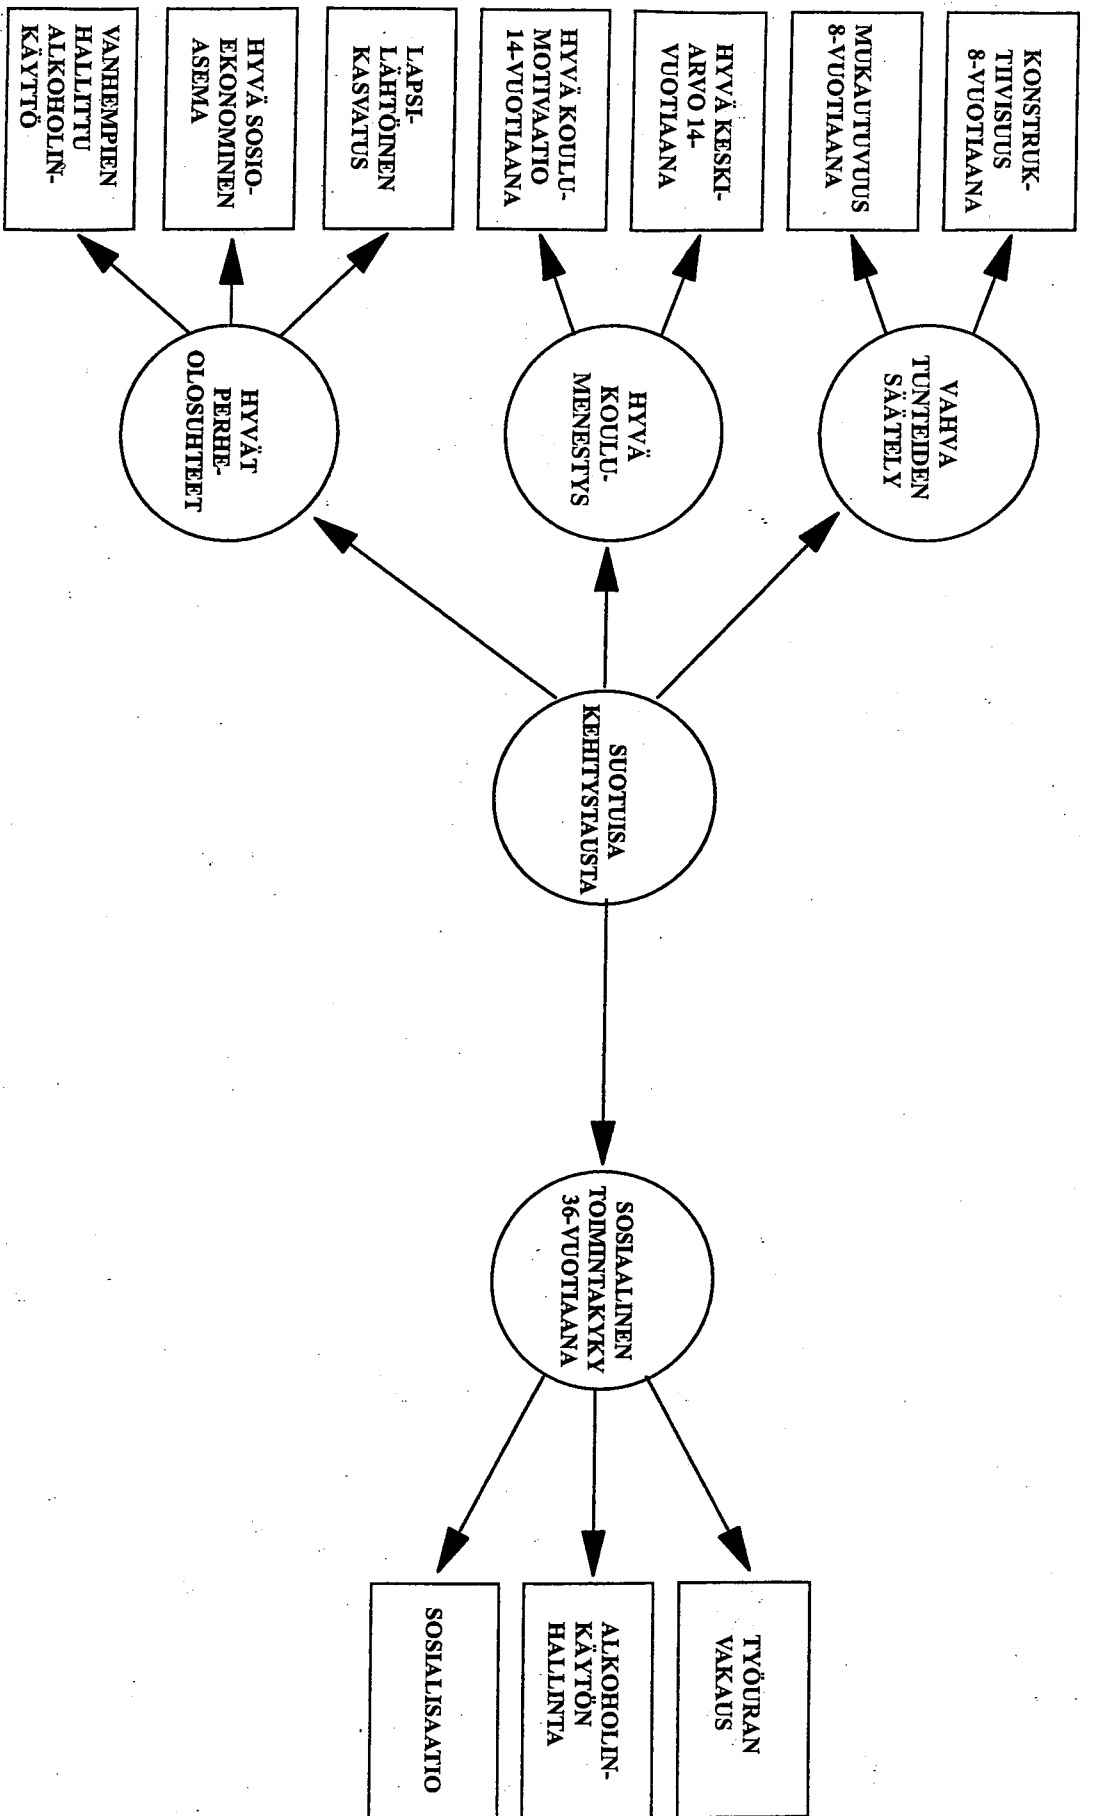 KONSTRUK-
TIIVISUUS
8-VUOTIAANA
MUKAUTUVUUS
8-VUOTIAANA
HYVÄ KESKI-
ARVO 14-
VUOTIAANA
HYVÄ KOULU-
MOTIVAATIO
14-VUOTIAANA
LAPSI-
LÄHTÖINEN
KASVATUS
HYVÄ SOSIO-
EKONOMINEN
ASEMA
VANHEMPIEN
HALLITTU
ALKOHOLIN-
KÄYTTÖ
VAHVA
TUNTEIDEN
SÄÄTELY
HYVÄ
KOULU-
MENESTYS
HYVÄT
PERHE-
OLOSUHTEET
SUOTUISA
KEHITYSTAUSTA
SOSIAALINEN
TOIMINTAKYKY
36-VUOTIAANA
TYÖURAN
VAKAUS
ALKOHOLIN-
KÄYTÖN
HALLINTA
SOSIALISAATIO